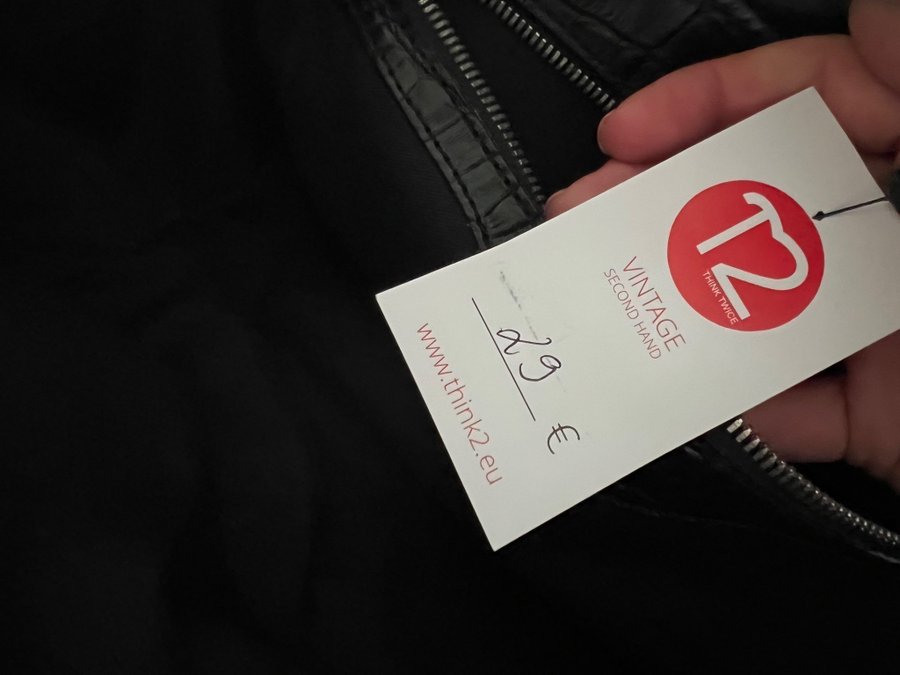 T2
THINK TWICE
VINTAGE
SECOND HAND
29 €
www.think2.eu